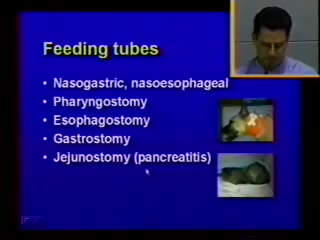 Feeding tubes
• Nasogastric, nasoesophageal
• Pharyngostomy
• Esophagostomy
• Gastrostomy
• Jejunostomy (pancreatitis)